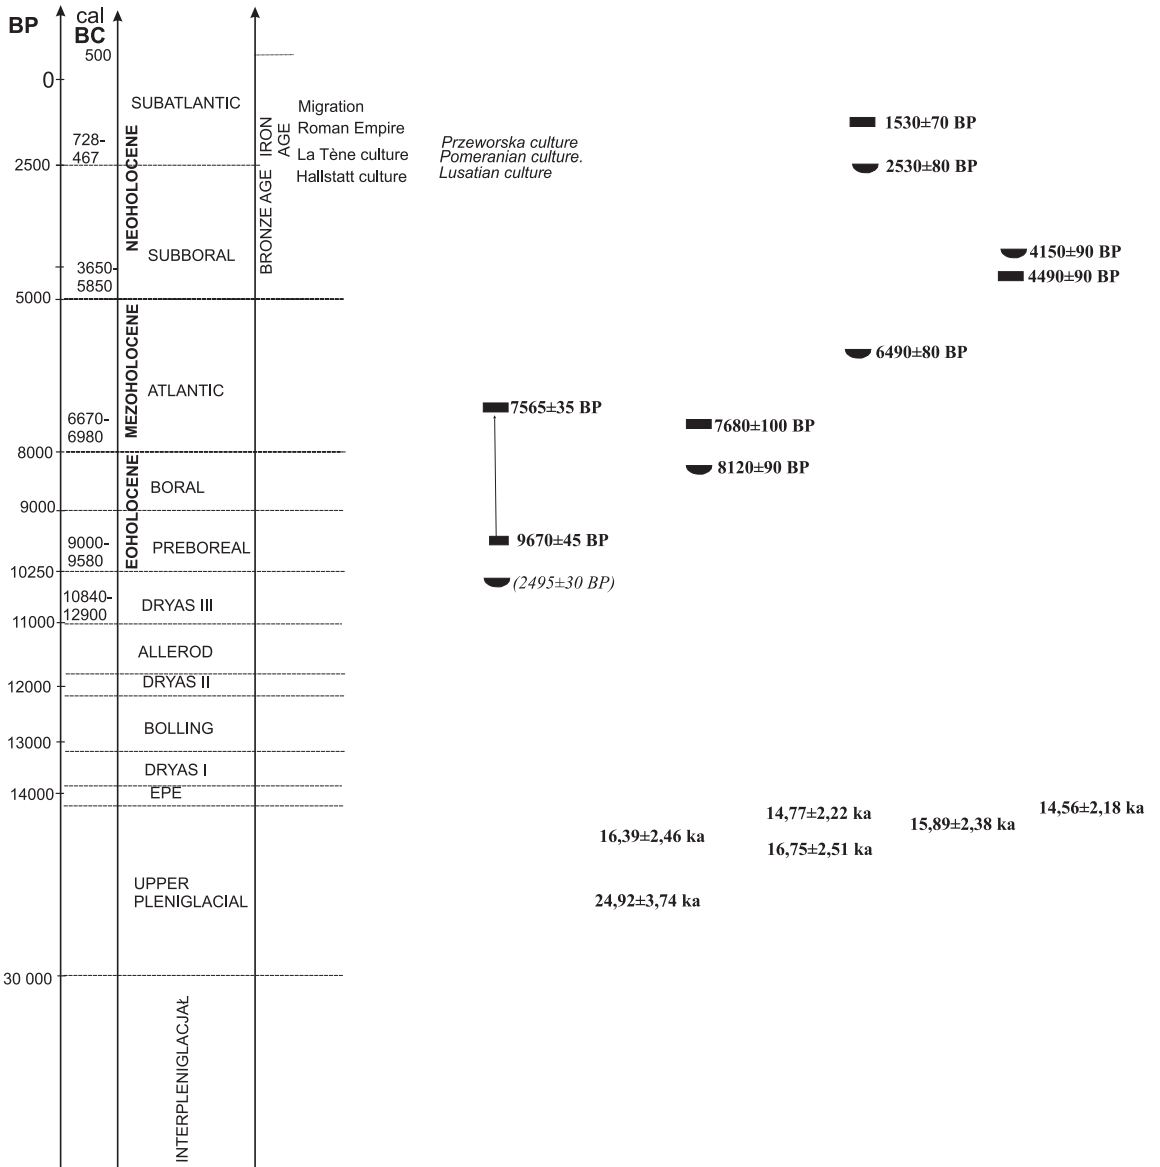 BP
cal
BC
500
0
SUBATLANTIC
Migration
Roman Empire
1530±70 BP
728-
467
NEOHOLOCENE
IRON
AGE
La Tène culture
Przeworska culture
Pomeranian culture.
2500
Hallstatt culture
Lusatian culture
2530±80 BP
BRONZE AGE
SUBBORAL
4150±90 BP
3650-
5850
4490±90 BP
5000
MEZOHOLOCENE
6490±80 BP
ATLANTIC
7565±35 BP
6670-
6980
7680±100 BP
8000
EOHOLOCENE
BORAL
8120±90 BP
9000
9000-
9580
PREBOREAL
9670±45 BP
10250
(2495±30 BP)
10840-
12900
DRYAS III
11000
ALLEROD
12000
DRYAS II
BOLLING
13000
DRYAS I
14000
EPE
14,77±2,22 ka
14,56±2,18 ka
15,89±2,38 ka
16,39±2,46 ka
16,75±2,51 ka
UPPER
PLENIGLACIAL
24,92±3,74 ka
30 000
INTERPLENIGLACJAŁ